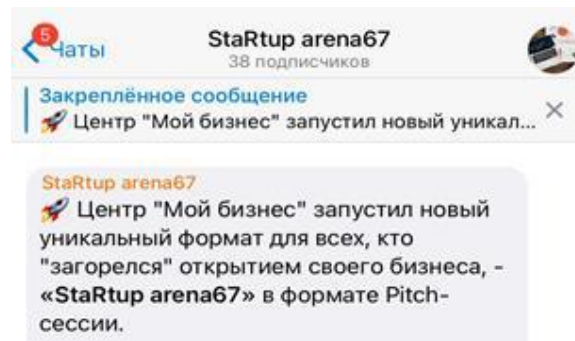 5
Чаты
StaRtup arena67
38 подписчиков
Закреплённое сообщение
🚀 Центр "Мой бизнес" запустил новый уникал...
StaRtup arena67
🚀 Центр "Мой бизнес" запустил новый
уникальный формат для всех, кто
"загорелся" открытием своего бизнеса, -
«StaRtup arena67» в формате Pitch-
сессии.